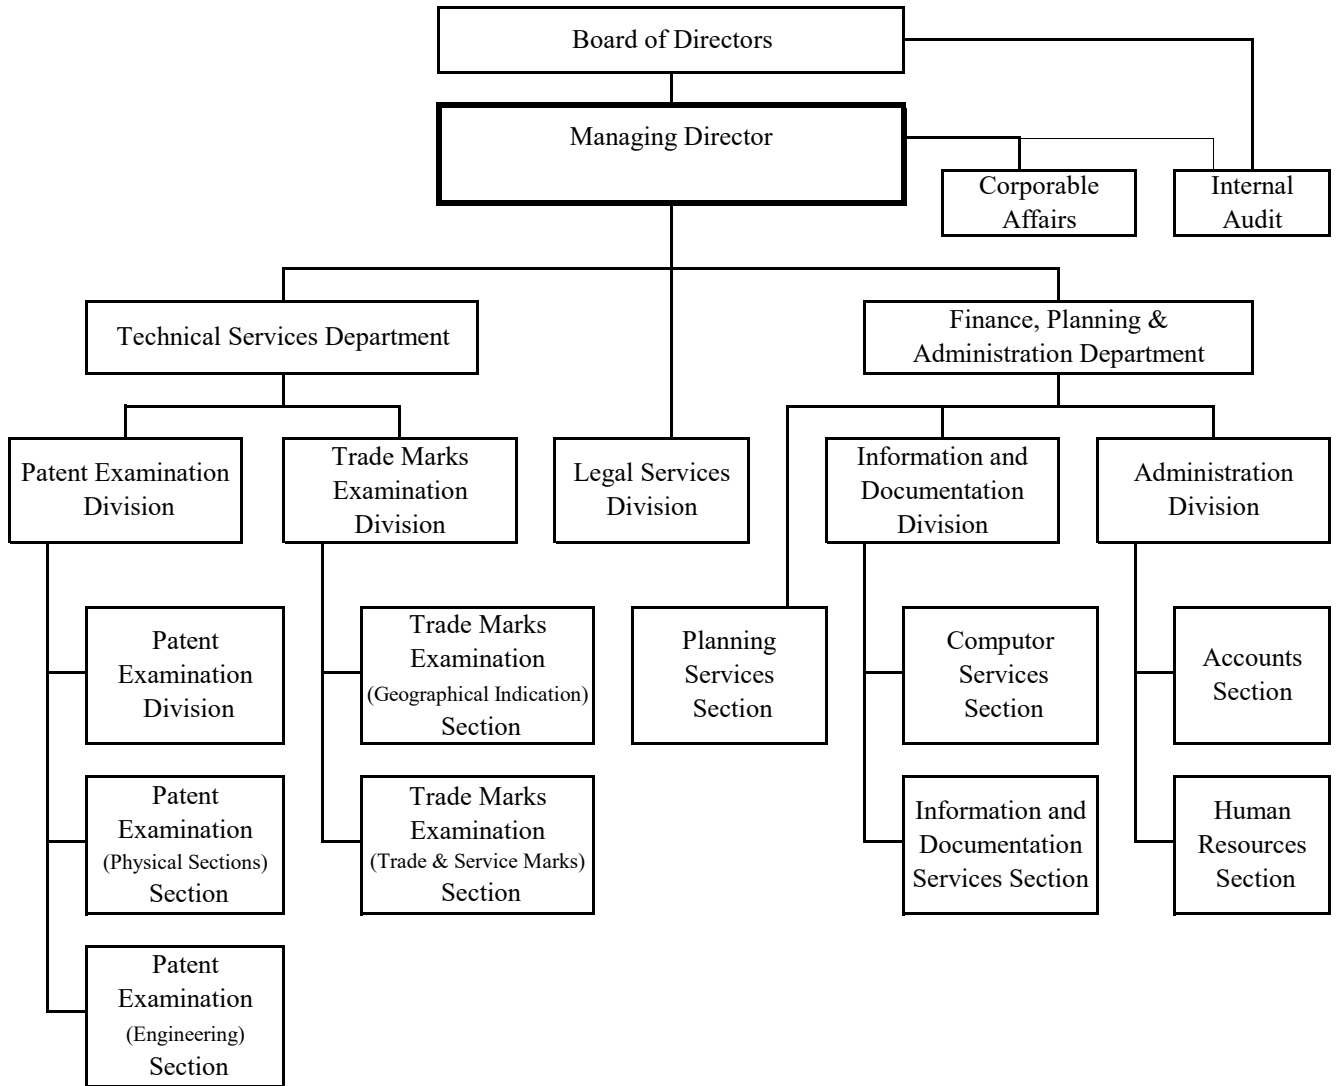 Board of Directors
Managing Director
Corporable
Affairs
Internal
Audit
Technical Services Department
Finance, Planning &
Administration Department
Patent Examination
Division
Trade Marks
Examination
Division
Legal Services
Division
Information and
Documentation
Division
Administration
Division
Patent
Examination
Division
Trade Marks
Examination
(Geographical Indication)
Section
Planning
Services
Section
Computor
Services
Section
Accounts
Section
Patent
Examination
(Physical Sections)
Section
Trade Marks
Examination
(Trade & Service Marks)
Section
Information and
Documentation
Services Section
Human
Resources
Section
Patent
Examination
(Engineering)
Section